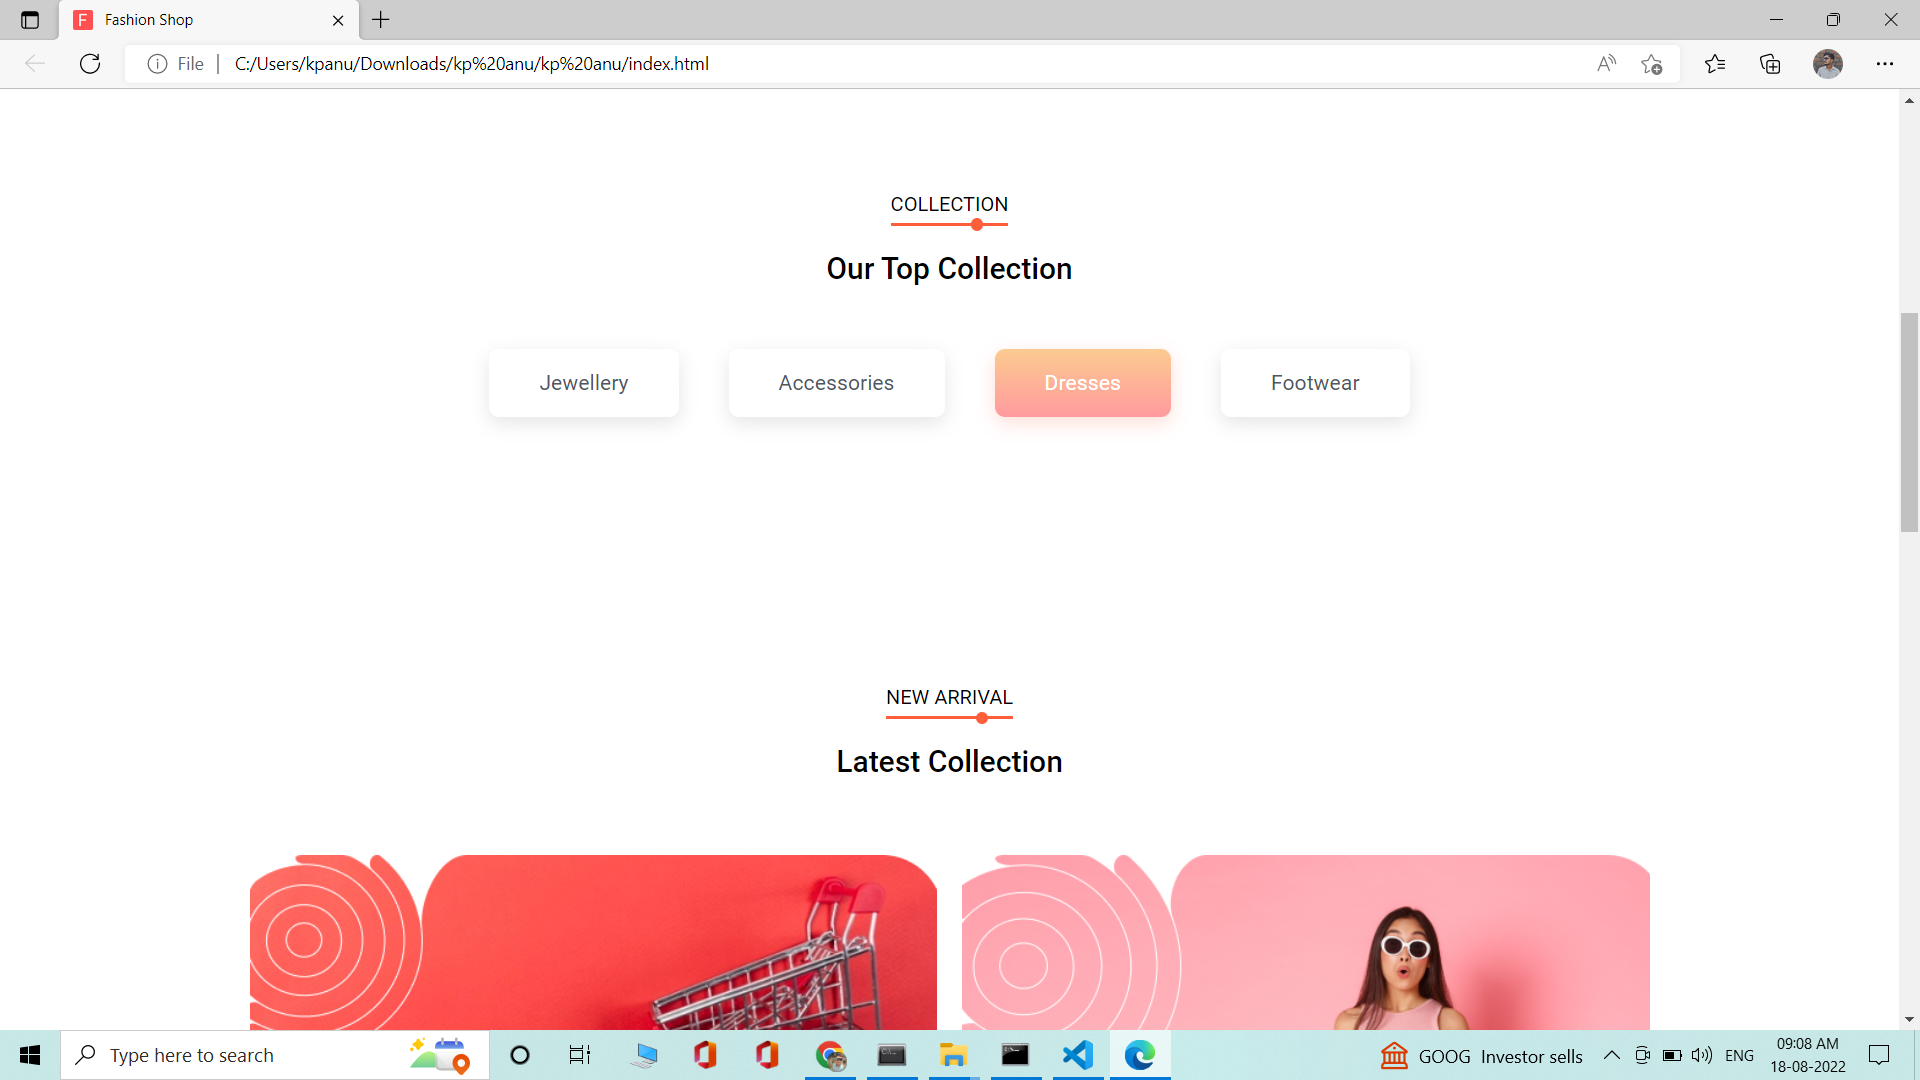 F Fashion Shop
File C:/Users/kpanu/Downloads/kp%20anu/kp%20anu/index.html
COLLECTION
Our Top Collection
Jewellery Accessories Dresses Footwear
NEW ARRIVAL
Latest Collection
Type here to search GOOG Investor sells ENG 09:08 AM
18-08-2022